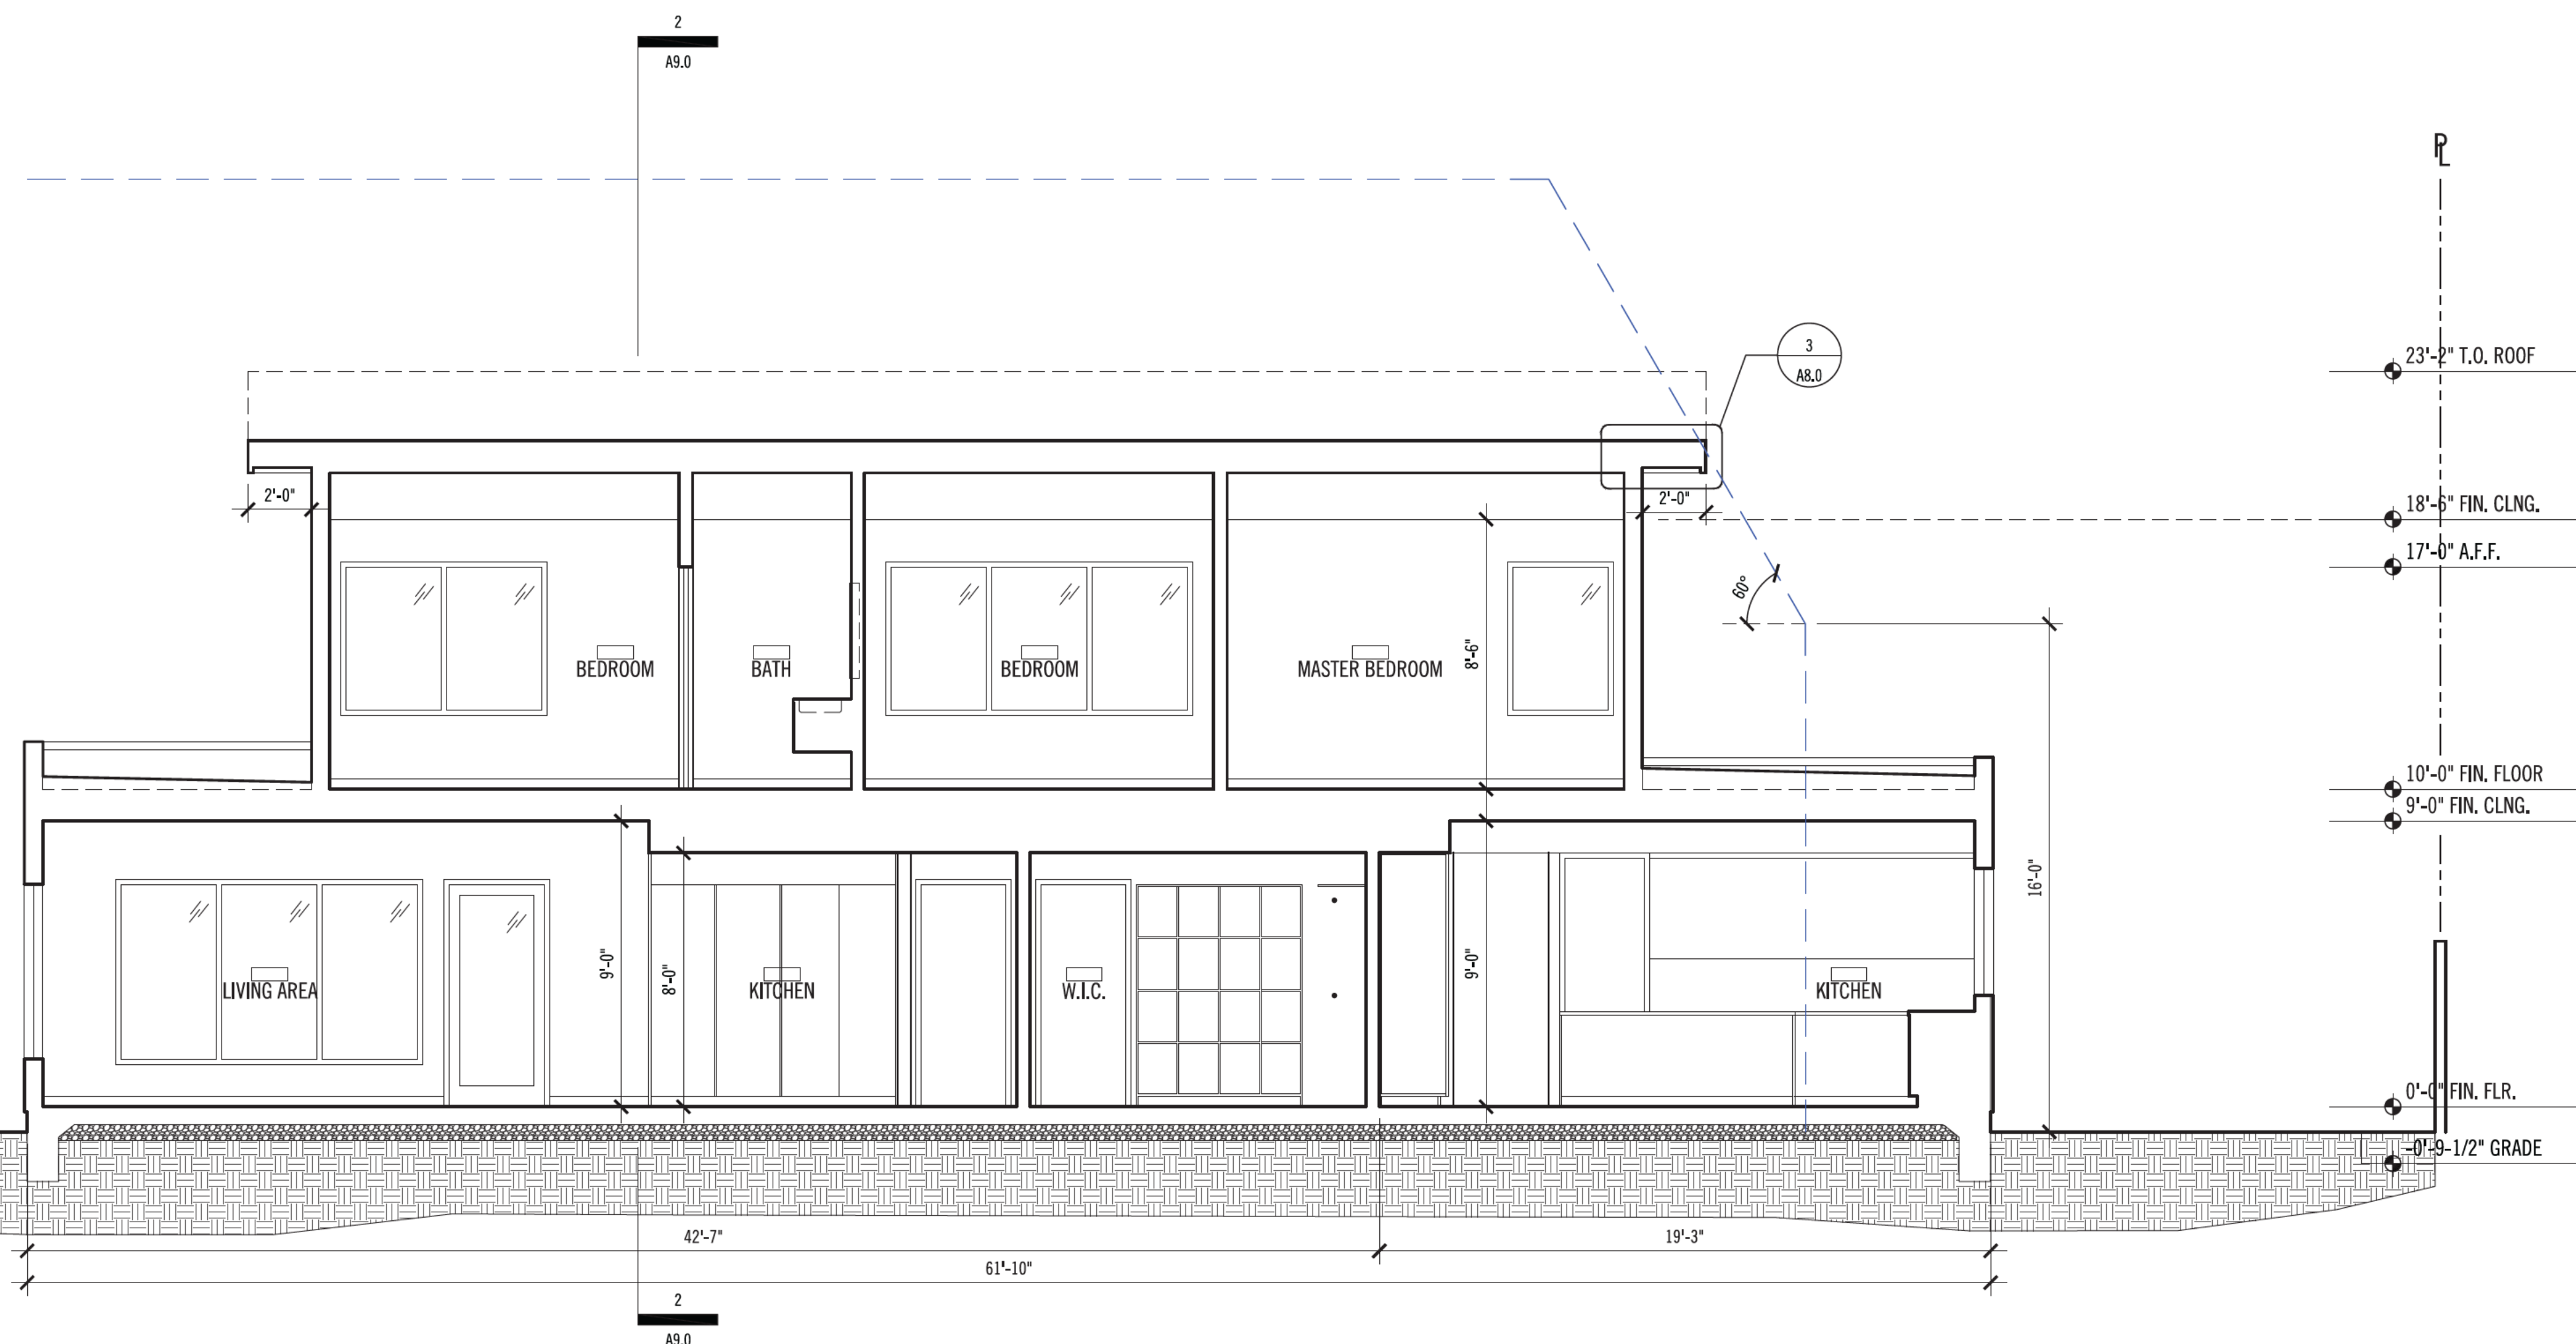 2
A9.0
PL
3
A8.0
23'-2" T.O. ROOF
2'-0"
2'-0"
18'-6" FIN. CLNG.
17'-0" A.F.F.
60°
BEDROOM
BATH
BEDROOM
MASTER BEDROOM
8'-6"
10'-0" FIN. FLOOR
9'-0" FIN. CLNG.
16'-0"
9'-0"
8'-0"
9'-0"
LIVING AREA
KITCHEN
W.I.C.
KITCHEN
0'-0" FIN. FLR.
-0'-9-1/2" GRADE
42'-7"
19'-3"
61'-10"
2
A9.0